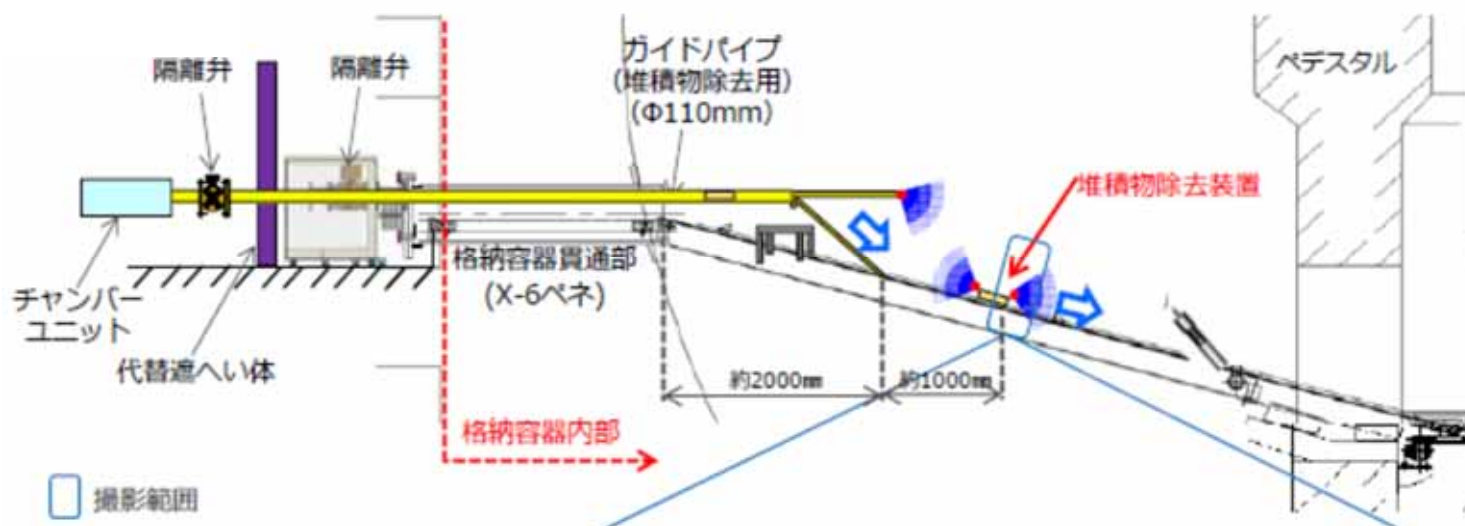 隔離弁
隔離弁
ガイドパイプ
(堆積物除去用)
(Φ110mm)
ペデスタル
堆積物除去装置
格納容器貫通部
(X-6ペネ)
チャンバー
ユニット
代替遮へい体
約2000㎜
約1000㎜
格納容器内部
撮影範囲